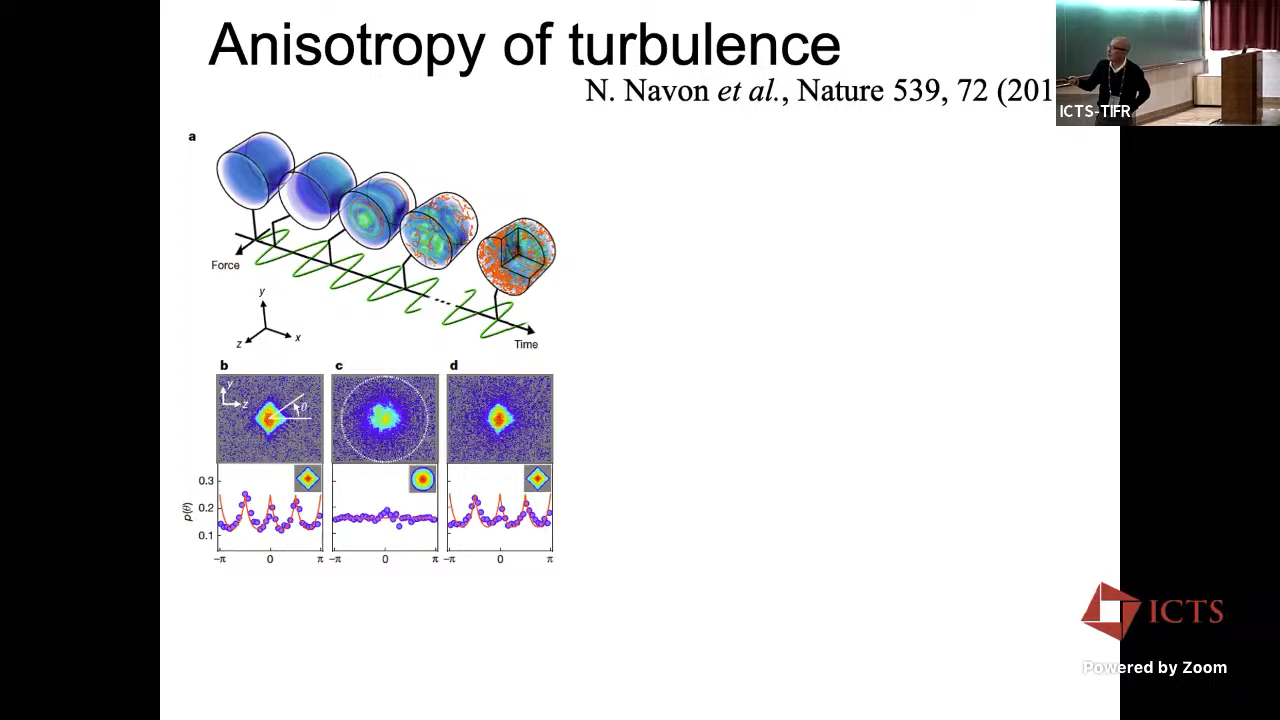 Anisotropy of turbulence
N. Navon et al., Nature 539, 72 (201
ICTS-TIFR
a
Force
y
z
x
Time
b
c
d
y
z
θ
0.3
0.2
0.1
p(θ)
−π 0 π
−π 0 π
−π 0 π
ICTS
Powered by Zoom